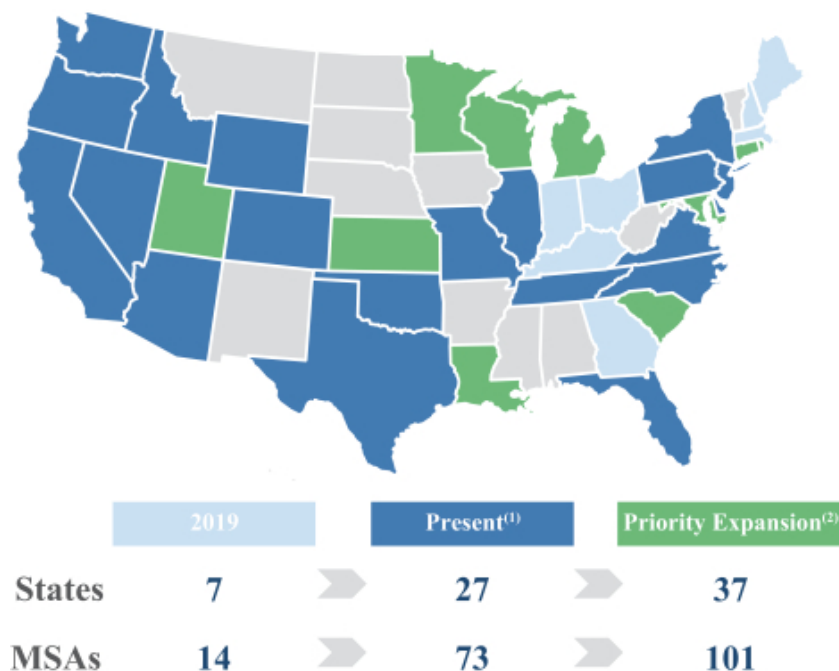 2019 Present(1) Priority Expansion(2)
States 7 27 37
MSAs 14 73 101